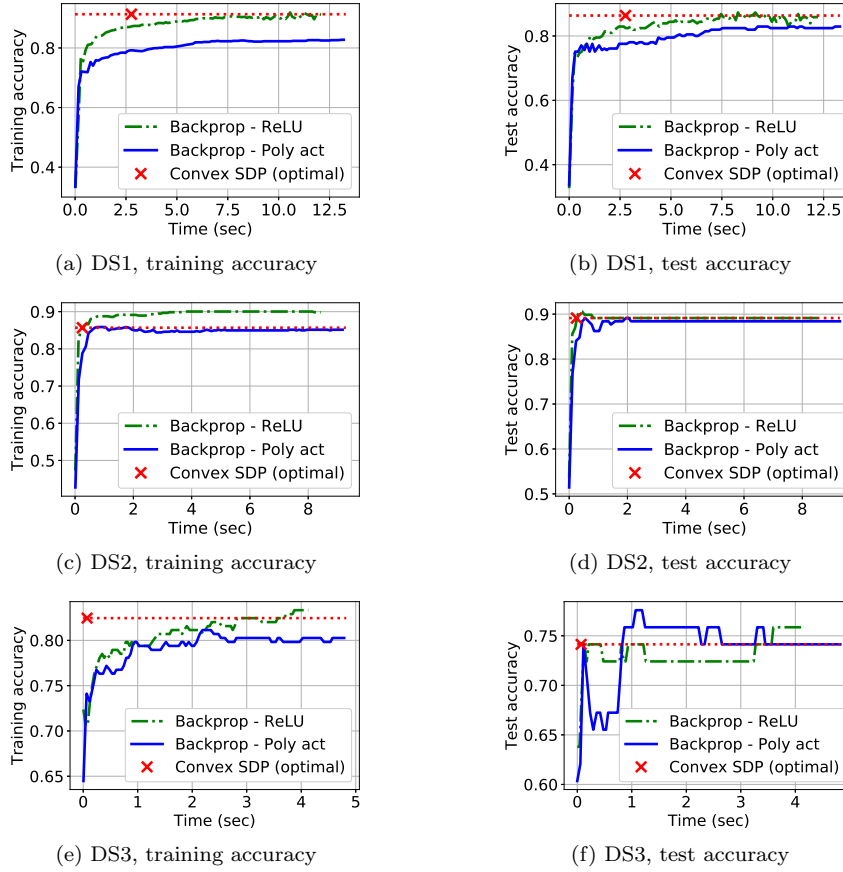 Training accuracy
0.8
0.6
0.4
Backprop - ReLU
Backprop - Poly act
Convex SDP (optimal)
0.0 2.5 5.0 7.5 10.0 12.5
Time (sec)
(a) DS1, training accuracy
Test accuracy
0.8
0.6
0.4
Backprop - ReLU
Backprop - Poly act
Convex SDP (optimal)
0.0 2.5 5.0 7.5 10.0 12.5
Time (sec)
(b) DS1, test accuracy
Training accuracy
0.9
0.8
0.7
0.6
0.5
Backprop - ReLU
Backprop - Poly act
Convex SDP (optimal)
0 2 4 6 8
Time (sec)
(c) DS2, training accuracy
Test accuracy
0.9
0.8
0.7
0.6
0.5
Backprop - ReLU
Backprop - Poly act
Convex SDP (optimal)
0 2 4 6 8
Time (sec)
(d) DS2, test accuracy
Training accuracy
0.80
0.75
0.70
0.65
Backprop - ReLU
Backprop - Poly act
Convex SDP (optimal)
0 1 2 3 4 5
Time (sec)
(e) DS3, training accuracy
Test accuracy
0.75
0.70
0.65
0.60
Backprop - ReLU
Backprop - Poly act
Convex SDP (optimal)
0 1 2 3 4
Time (sec)
(f) DS3, test accuracy